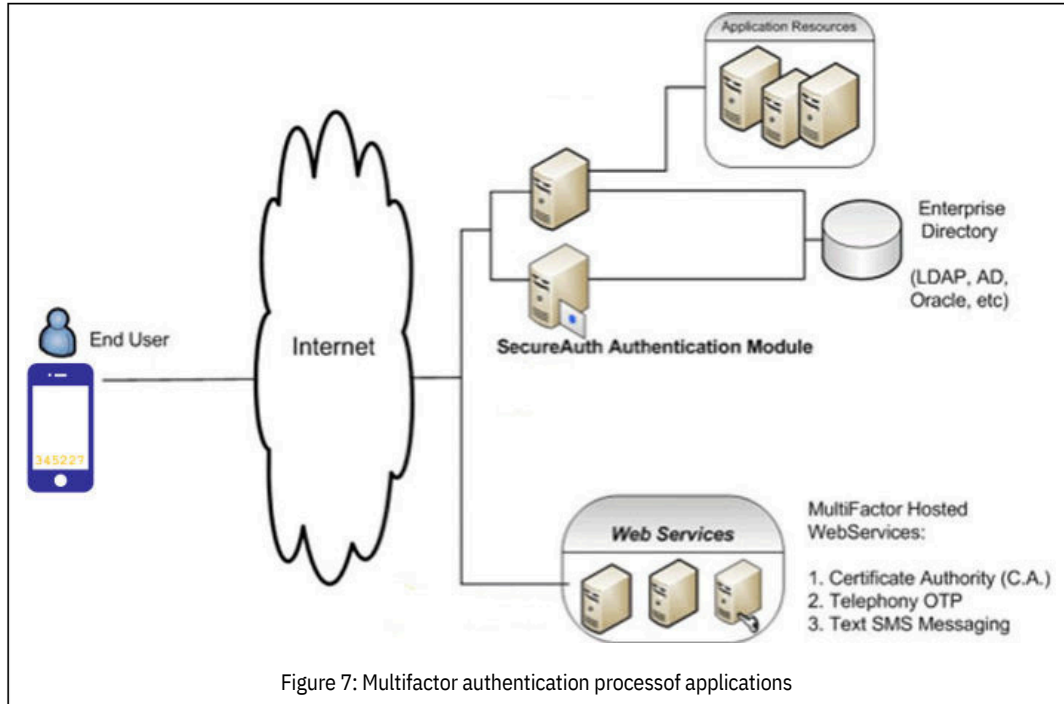 Application Resources
Enterprise
Directory
(LDAP, AD,
Oracle, etc)
End User
Internet
SecureAuth Authentication Module
345227
Web Services
MultiFactor Hosted
WebServices:
1. Certificate Authority (C.A.)
2. Telephony OTP
3. Text SMS Messaging
Figure 7: Multifactor authentication processof applications